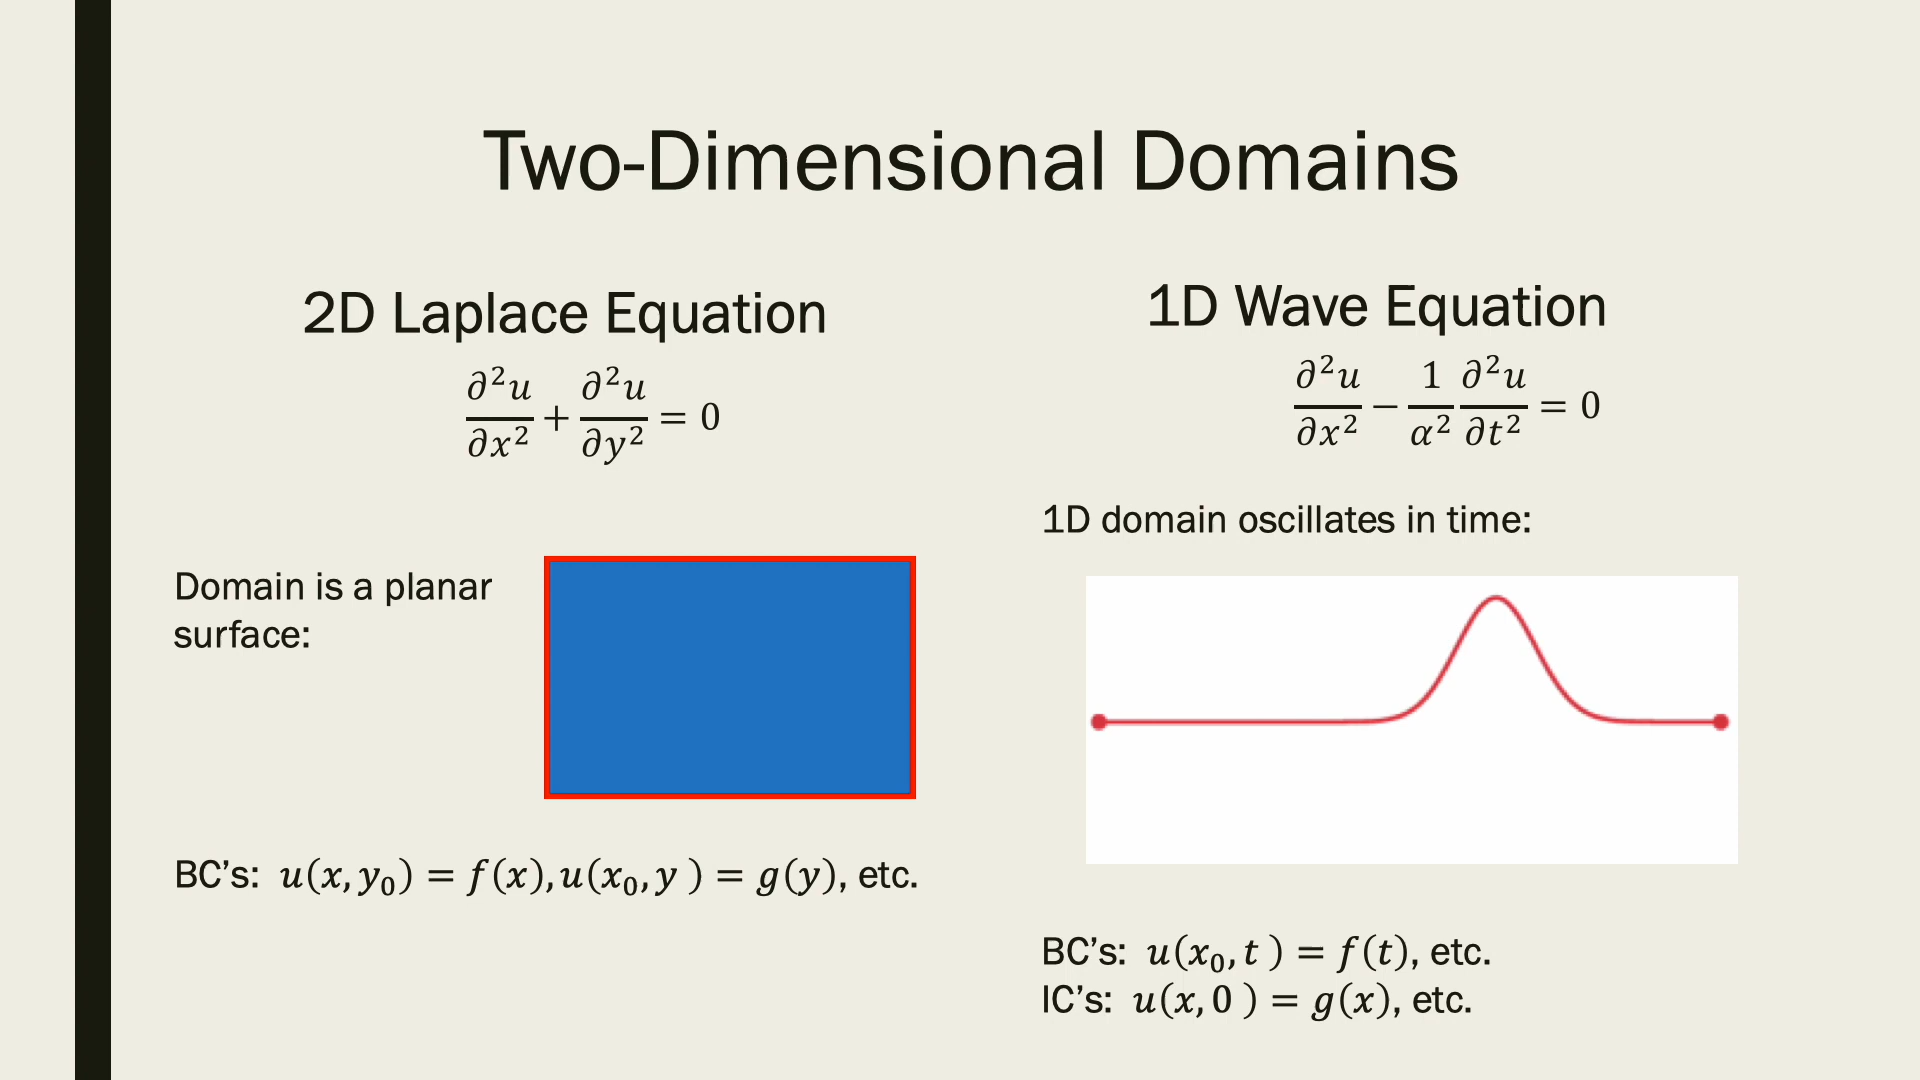 Two-Dimensional Domains
2D Laplace Equation
∂²u/∂x² + ∂²u/∂y² = 0
Domain is a planar
surface:
BC’s: u(x, y₀) = f(x), u(x₀, y ) = g(y), etc.
1D Wave Equation
∂²u/∂x² − 1/α² ∂²u/∂t² = 0
1D domain oscillates in time:
BC’s: u(x₀, t ) = f(t), etc.
IC’s: u(x, 0 ) = g(x), etc.